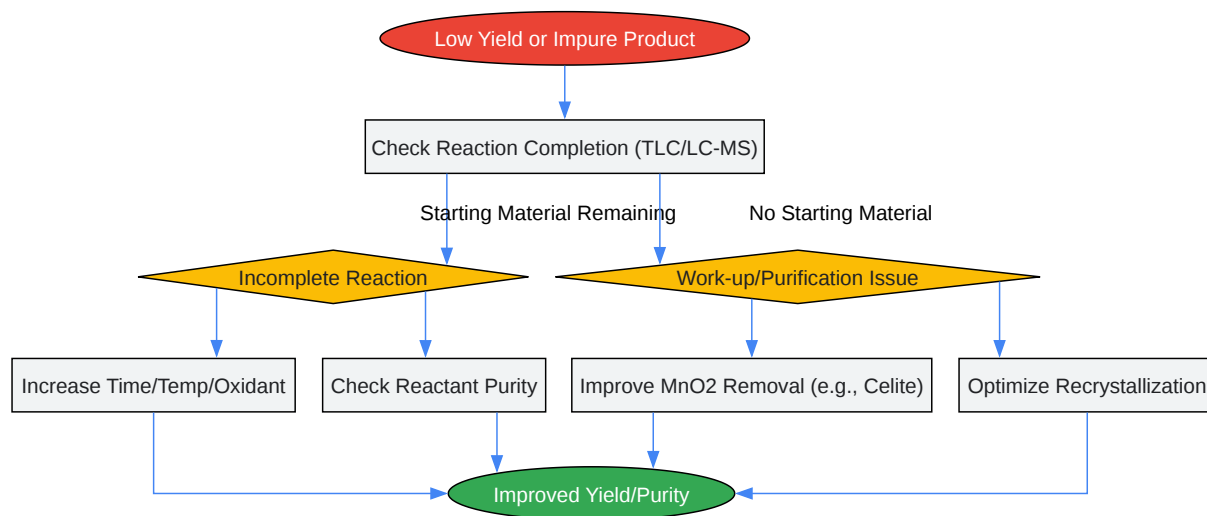 Low Yield or Impure Product
Check Reaction Completion (TLC/LC-MS)
Starting Material Remaining
No Starting Material
Incomplete Reaction
Work-up/Purification Issue
Increase Time/Temp/Oxidant
Check Reactant Purity
Improve MnO2 Removal (e.g., Celite)
Optimize Recrystallization
Improved Yield/Purity